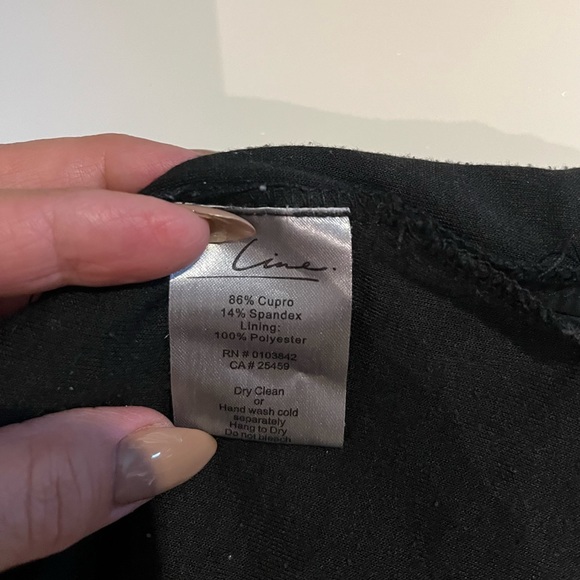 Line.
86% Cupro
14% Spandex
Lining:
100% Polyester
RN # 0103842
CA # 25459
Dry Clean
or
Hand wash cold
separately
Hang to Dry
Do not bleach